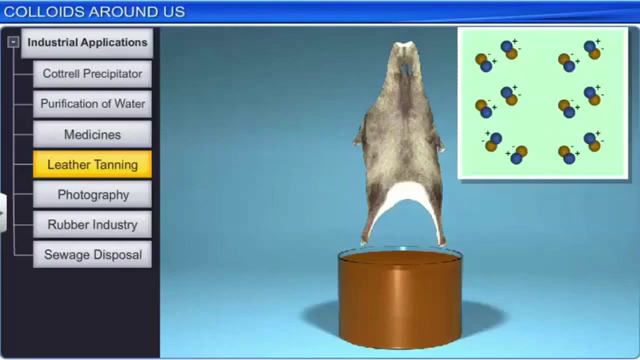 COLLOIDS AROUND US
Industrial Applications
Cottrell Precipitator
Purification of Water
Medicines
Leather Tanning
Photography
Rubber Industry
Sewage Disposal